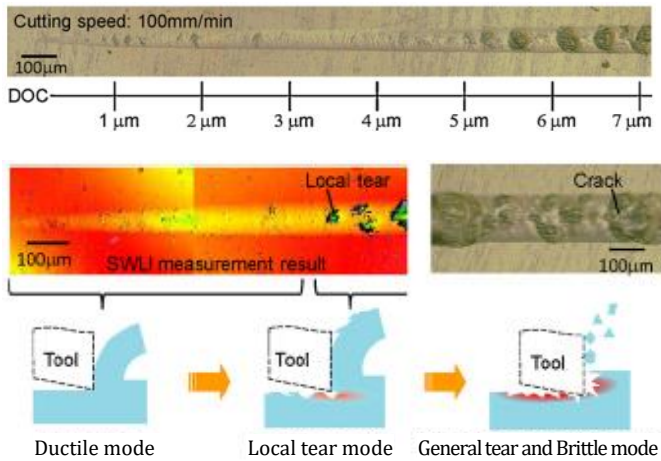 Cutting speed: 100mm/min
100μm
DOC
1 μm 2 μm 3 μm 4 μm 5 μm 6 μm 7 μm
Local tear
Crack
100μm
SWLI measurement result
100μm
Tool
Tool
Tool
Ductile mode
Local tear mode
General tear and Brittle mode